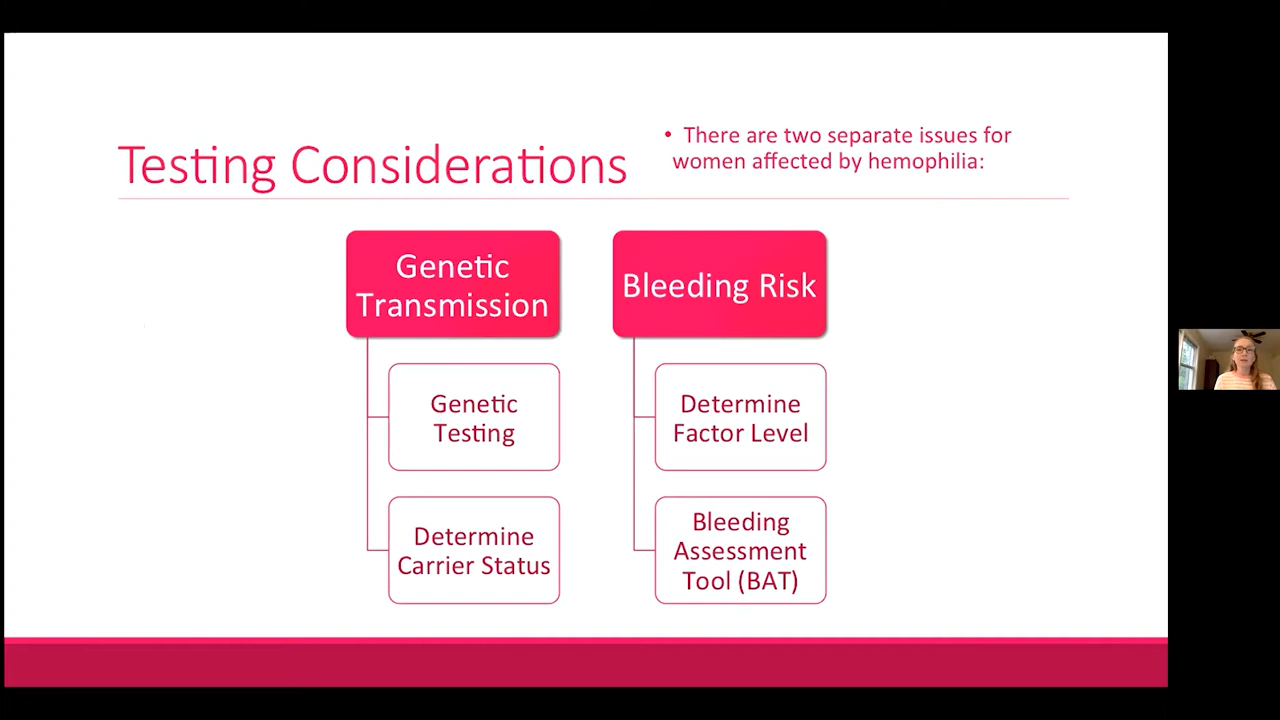 Testing Considerations
• There are two separate issues for
women affected by hemophilia:
Genetic
Transmission
Genetic
Testing
Determine
Carrier Status
Bleeding Risk
Determine
Factor Level
Bleeding
Assessment
Tool (BAT)